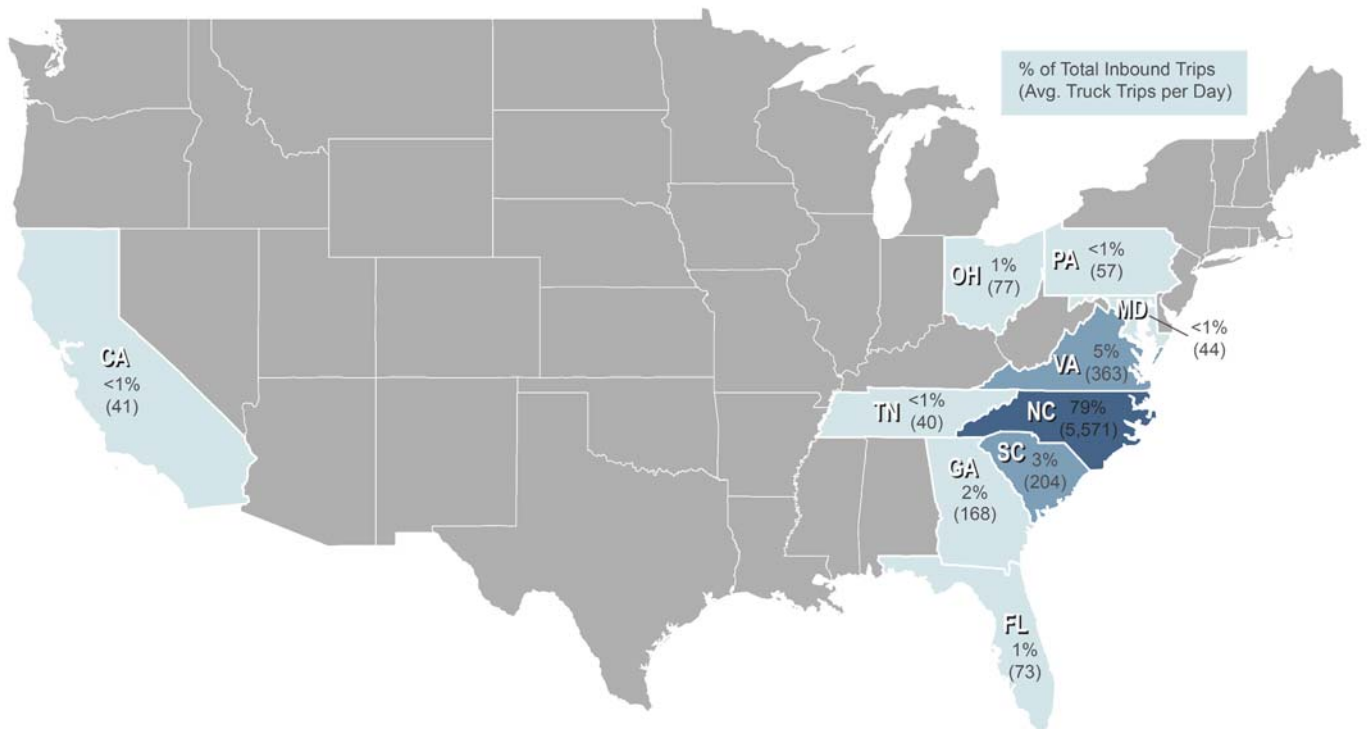 % of Total Inbound Trips
(Avg. Truck Trips per Day)
OH 1%
(77)
PA <1%
(57)
MD
<1%
(44)
CA
<1%
(41)
VA 5%
(363)
TN <1%
(40)
NC 79%
(5,571)
SC 3%
(204)
GA
2%
(168)
FL
1%
(73)